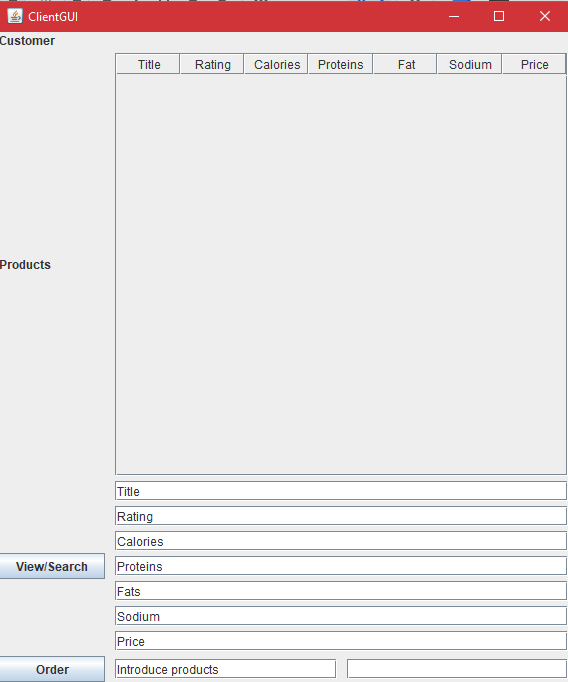 ClientGUI
Customer
Title Rating Calories Proteins Fat Sodium Price
Products
Title
Rating
Calories
View/Search Proteins
Fats
Sodium
Price
Order Introduce products